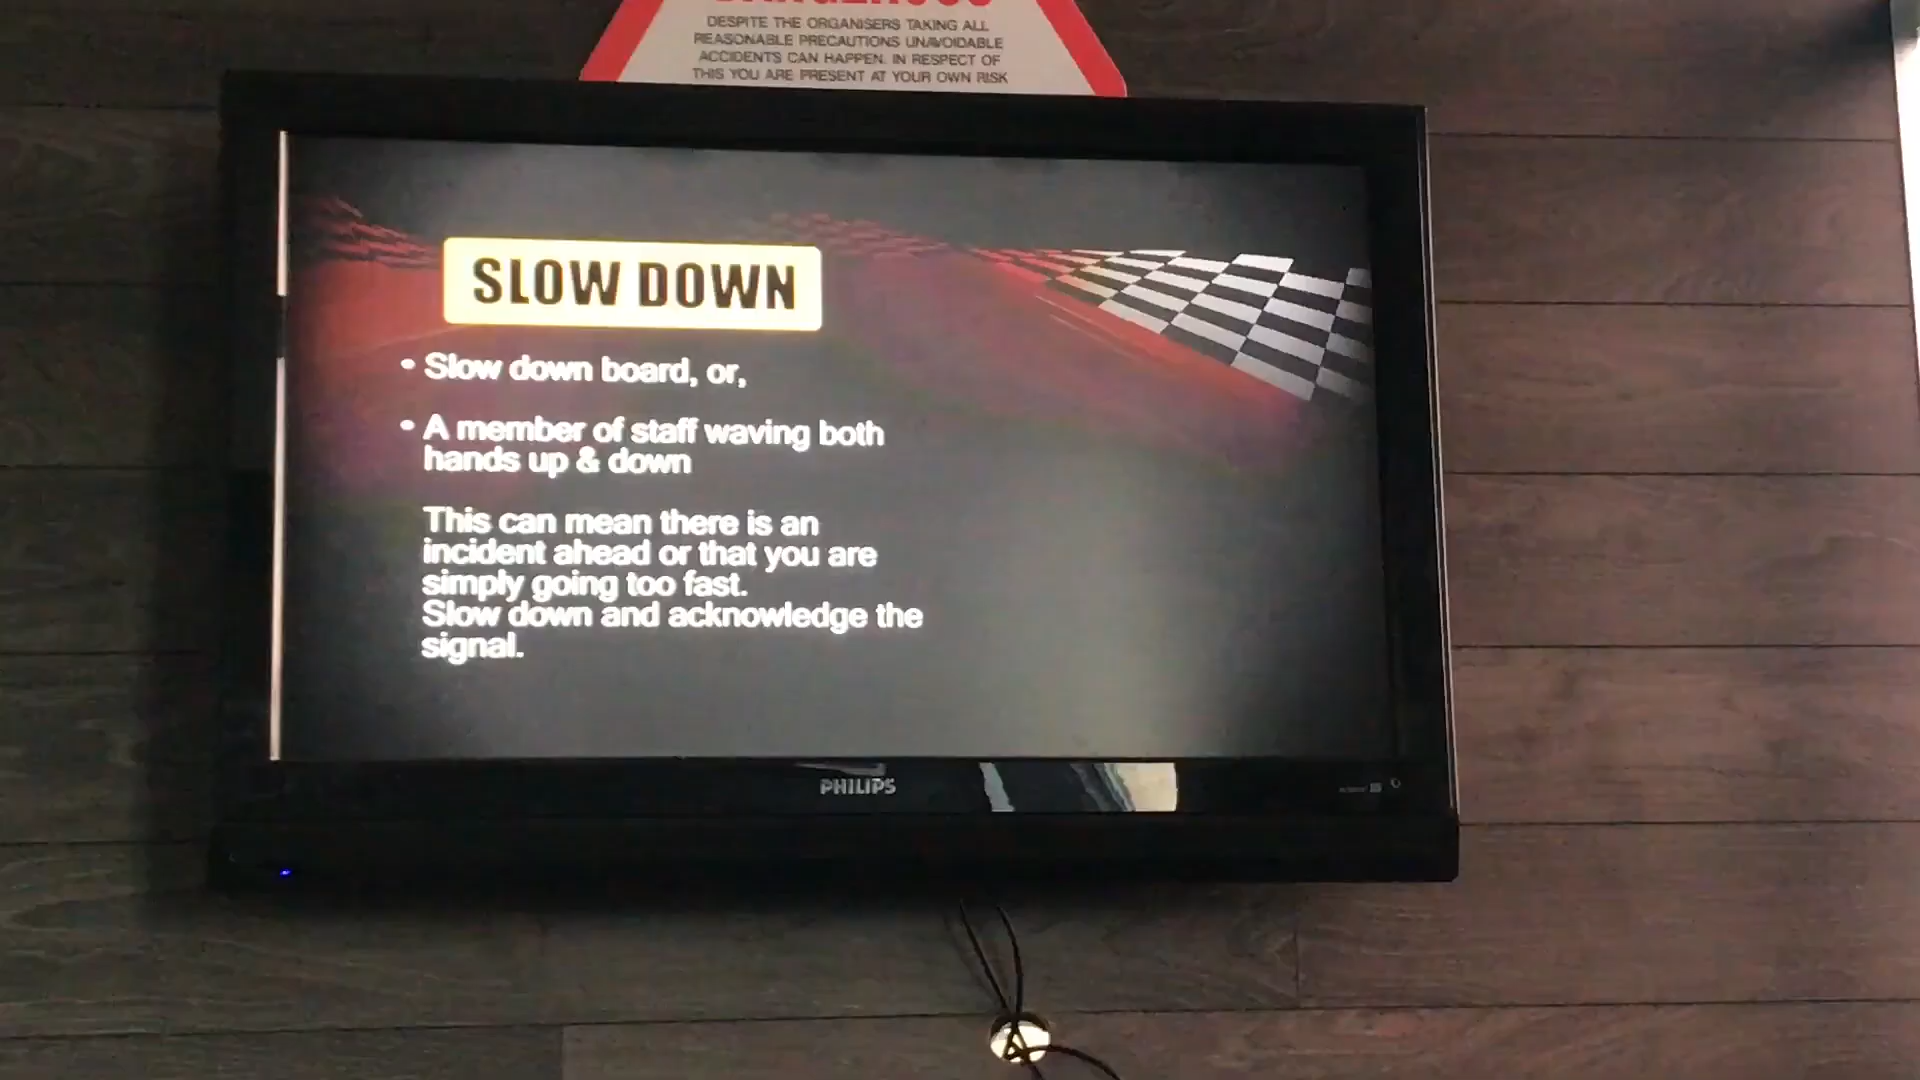 DESPITE THE ORGANISERS TAKING ALL
REASONABLE PRECAUTIONS UNAVOIDABLE
ACCIDENTS CAN HAPPEN. IN RESPECT OF
THIS YOU ARE PRESENT AT YOUR OWN RISK
SLOW DOWN
• Slow down board, or,
• A member of staff waving both
hands up & down
This can mean there is an
incident ahead or that you are
simply going too fast.
Slow down and acknowledge the
signal.
PHILIPS